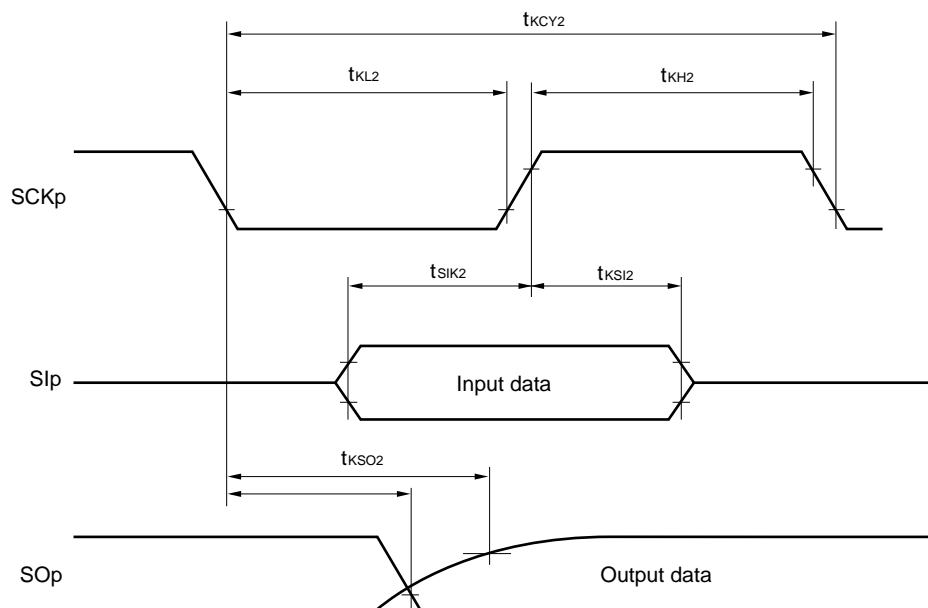 tKCY2
tKL2
tKH2
SCKp
tSIK2
tKSI2
SIp
Input data
tKSO2
SOp
Output data